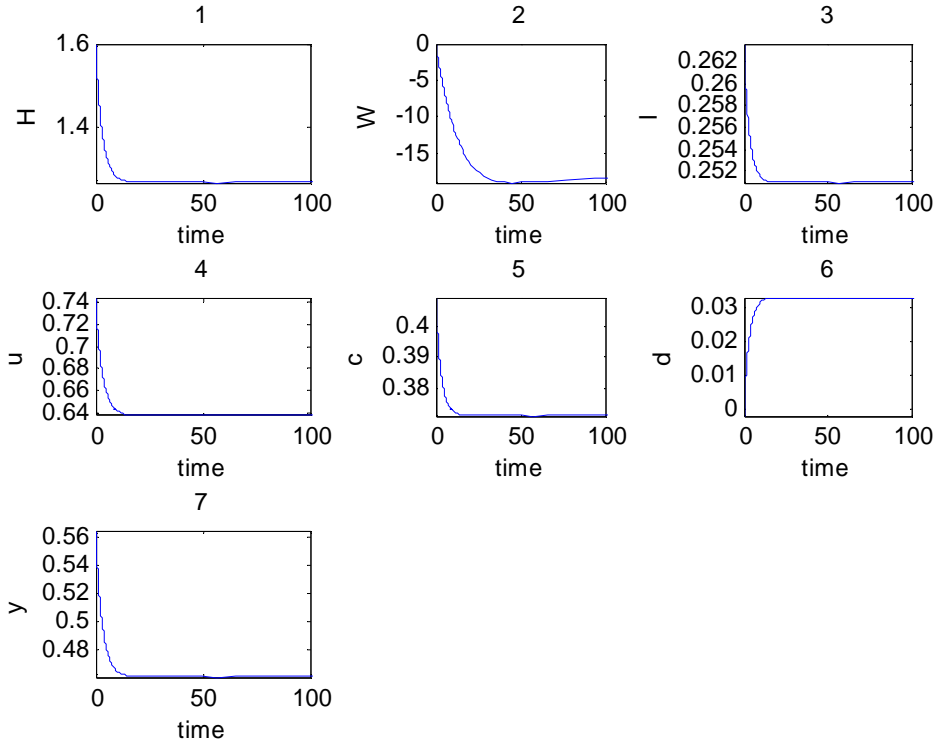 1
H
1.6
1.4
0 50 100
time
2
W
0
-5
-10
-15
0 50 100
time
3
I
0.262
0.26
0.258
0.256
0.254
0.252
0 50 100
time
4
u
0.74
0.72
0.7
0.68
0.66
0.64
0 50 100
time
5
c
0.4
0.39
0.38
0 50 100
time
6
d
0.03
0.02
0.01
0
0 50 100
time
7
y
0.56
0.54
0.52
0.5
0.48
0 50 100
time